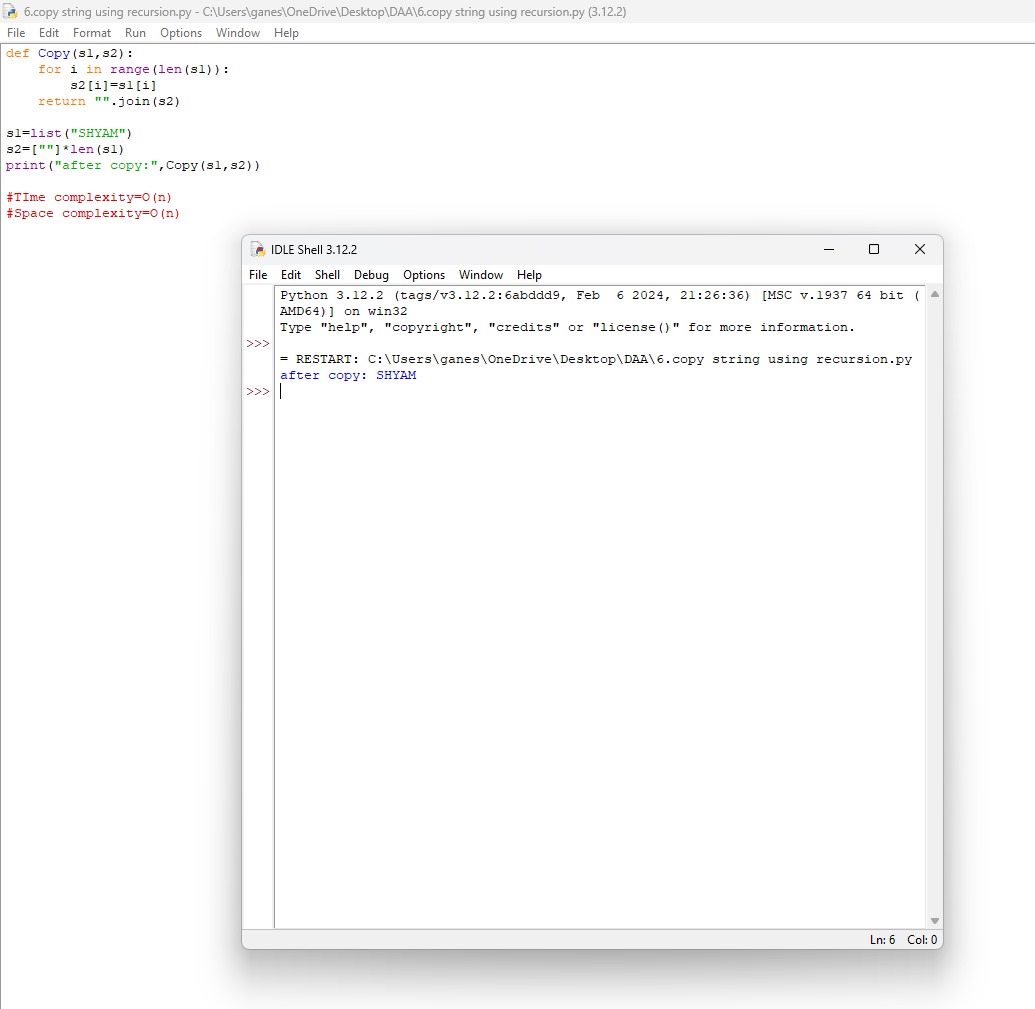 6.copy string using recursion.py - C:\Users\ganes\OneDrive\Desktop\DAA\6.copy string using recursion.py (3.12.2)
File Edit Format Run Options Window Help
def Copy(s1,s2):
    for i in range(len(s1)):
        s2[i]=s1[i]
    return "".join(s2)
s1=list("SHYAM")
s2=[""]*len(s1)
print("after copy:",Copy(s1,s2))
#TIme complexity=O(n)
#Space complexity=O(n)
IDLE Shell 3.12.2
File Edit Shell Debug Options Window Help
Python 3.12.2 (tags/v3.12.2:6abddd9, Feb  6 2024, 21:26:36) [MSC v.1937 64 bit (
AMD64)] on win32
Type "help", "copyright", "credits" or "license()" for more information.
>>>
= RESTART: C:\Users\ganes\OneDrive\Desktop\DAA\6.copy string using recursion.py
after copy: SHYAM
>>>
Ln: 6 Col: 0